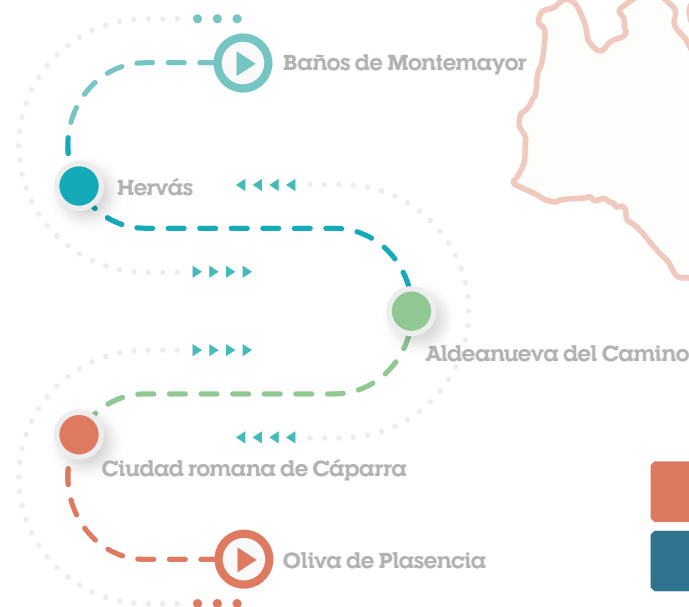 Baños de Montemayor
Hervás
Aldeanueva del Camino
Ciudad romana de Cáparra
Oliva de Plasencia